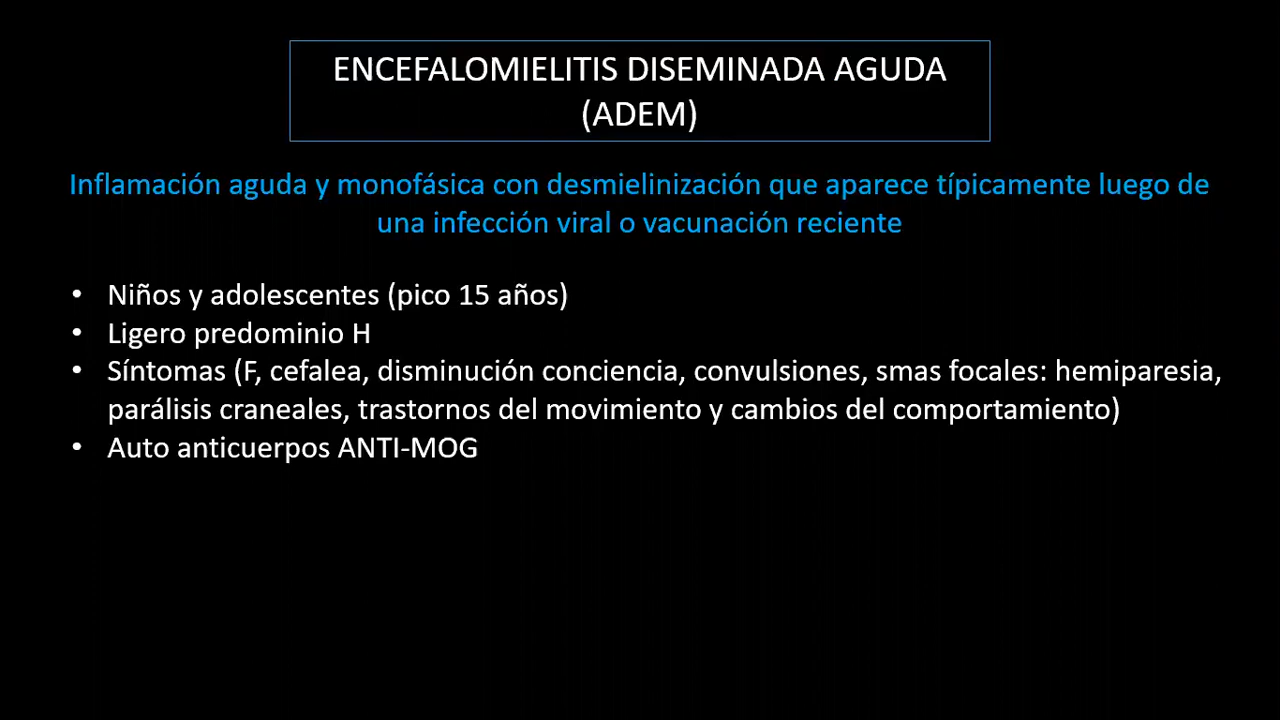 ENCEFALOMIELITIS DISEMINADA AGUDA
(ADEM)
Inflamación aguda y monofásica con desmielinización que aparece típicamente luego de
una infección viral o vacunación reciente
• Niños y adolescentes (pico 15 años)
• Ligero predominio H
• Síntomas (F, cefalea, disminución conciencia, convulsiones, smas focales: hemiparesia,
parálisis craneales, trastornos del movimiento y cambios del comportamiento)
• Auto anticuerpos ANTI-MOG